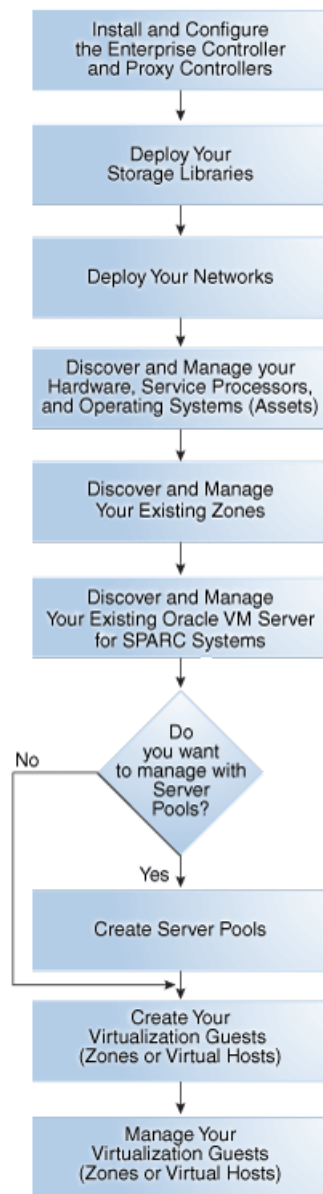 Install and Configure
the Enterprise Controller
and Proxy Controllers
Deploy Your
Storage Libraries
Deploy Your Networks
Discover and Manage your
Hardware, Service Processors,
and Operating Systems (Assets)
Discover and Manage
Your Existing Zones
Discover and Manage
Your Existing Oracle VM Server
for SPARC Systems
Do
you want
to manage with
Server
Pools?
No
Yes
Create Server Pools
Create Your
Virtualization Guests
(Zones or Virtual Hosts)
Manage Your
Virtualization Guests
(Zones or Virtual Hosts)